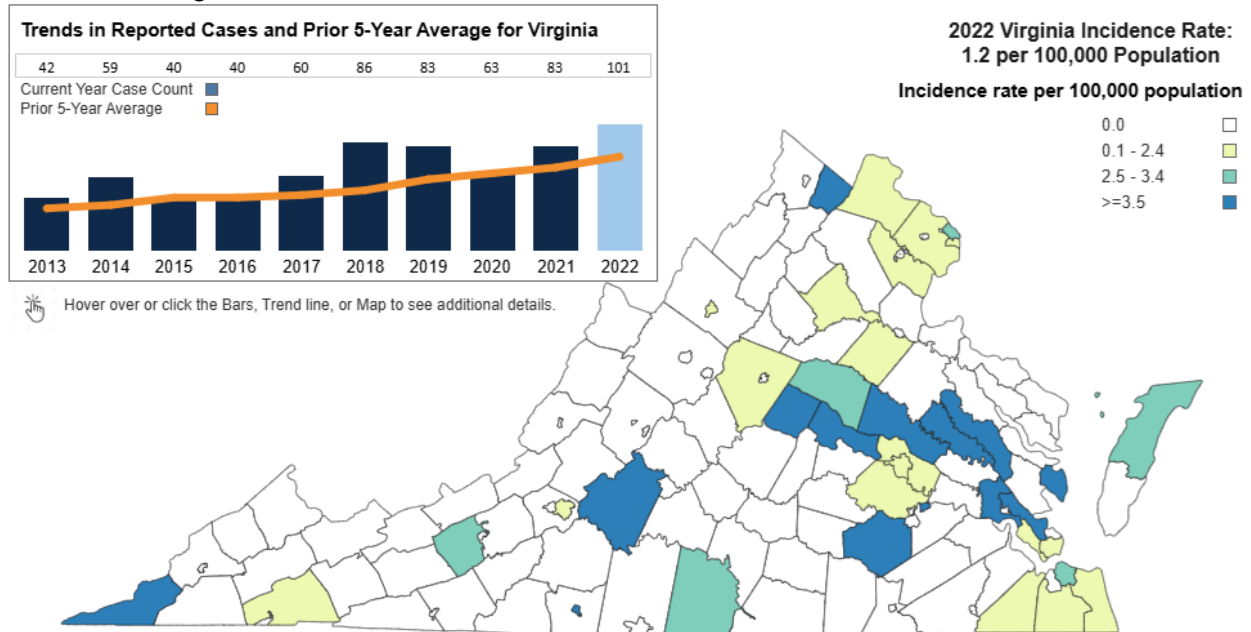 Trends in Reported Cases and Prior 5-Year Average for Virginia
42 59 40 40 60 86 83 63 83 101
Current Year Case Count
Prior 5-Year Average
2013 2014 2015 2016 2017 2018 2019 2020 2021 2022
Hover over or click the Bars, Trend line, or Map to see additional details.
2022 Virginia Incidence Rate:
1.2 per 100,000 Population
Incidence rate per 100,000 population
0.0
0.1 - 2.4
2.5 - 3.4
>=3.5